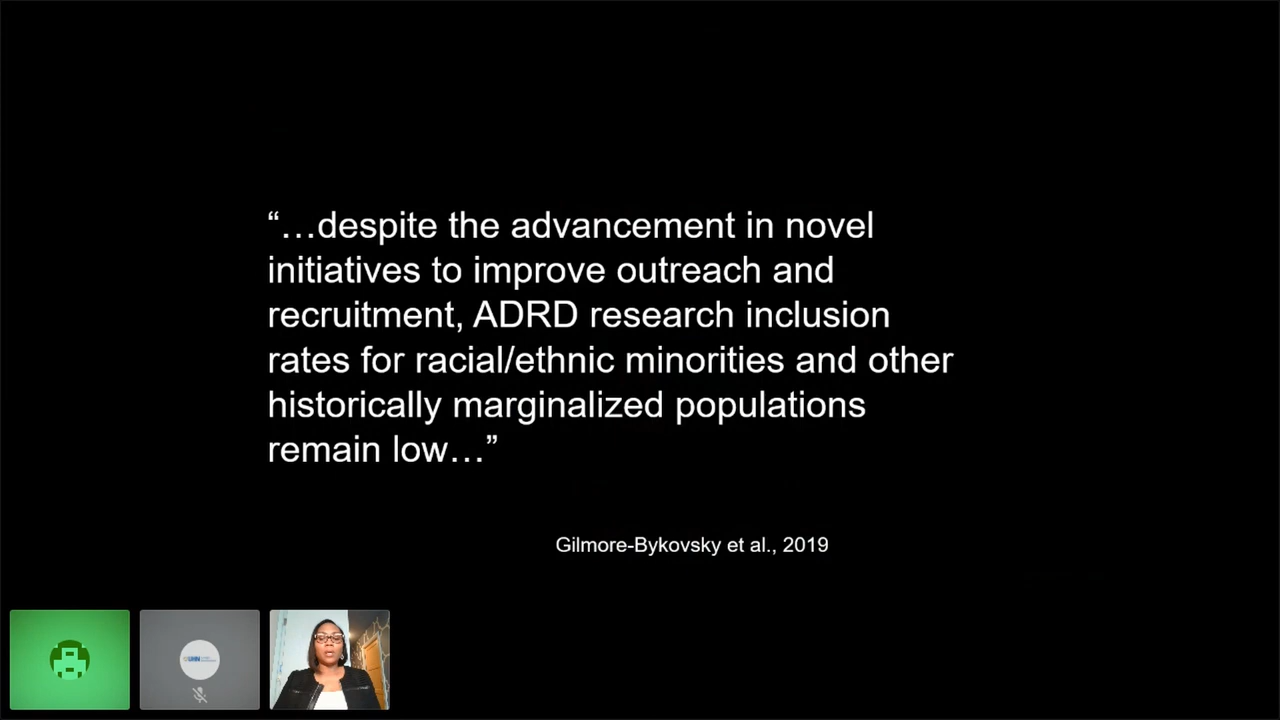 “…despite the advancement in novel
initiatives to improve outreach and
recruitment, ADRD research inclusion
rates for racial/ethnic minorities and other
historically marginalized populations
remain low…”
Gilmore-Bykovsky et al., 2019